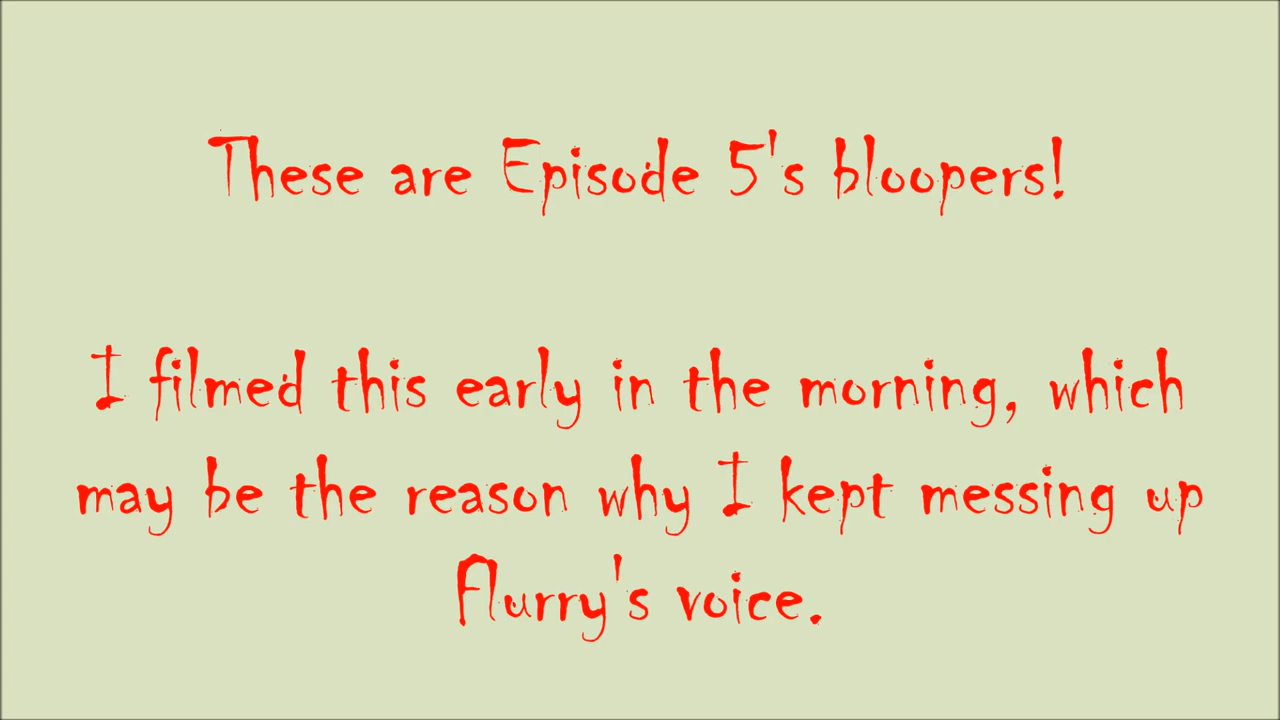 These are Episode 5's bloopers!
I filmed this early in the morning, which
may be the reason why I kept messing up
Flurry's voice.